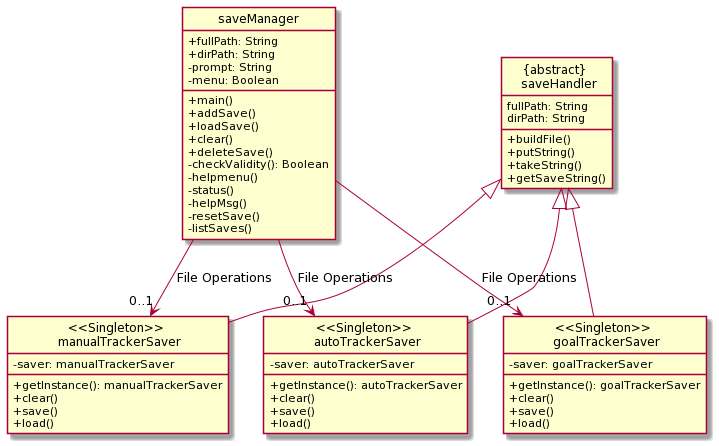 saveManager
+fullPath: String
+dirPath: String
-prompt: String
-menu: Boolean
+main()
+addSave()
+loadSave()
+clear()
+deleteSave()
-checkValidity(): Boolean
-helpmenu()
-status()
-helpMsg()
-resetSave()
-listSaves()
{abstract}
saveHandler
fullPath: String
dirPath: String
+buildFile()
+putString()
+takeString()
+getSaveString()
File Operations
File Operations
File Operations
0..1
0..1
0..1
<<Singleton>>
manualTrackerSaver
-saver: manualTrackerSaver
+getInstance(): manualTrackerSaver
+clear()
+save()
+load()
<<Singleton>>
autoTrackerSaver
-saver: autoTrackerSaver
+getInstance(): autoTrackerSaver
+clear()
+save()
+load()
<<Singleton>>
goalTrackerSaver
-saver: goalTrackerSaver
+getInstance(): goalTrackerSaver
+clear()
+save()
+load()